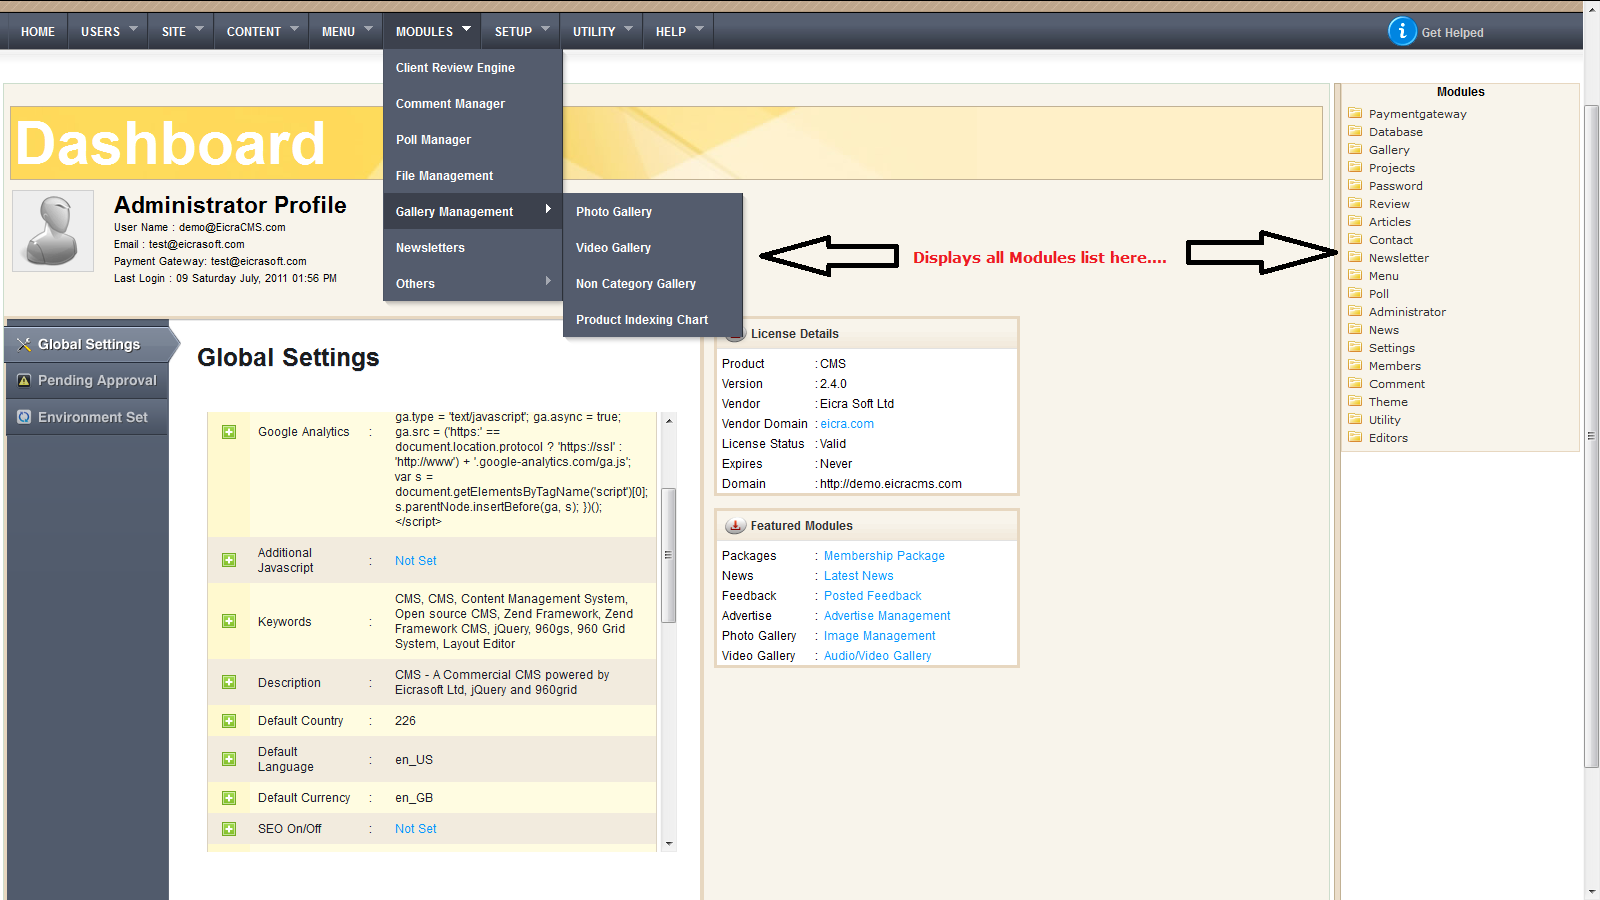 HOME
USERS
SITE
CONTENT
MENU
MODULES
SETUP
UTILITY
HELP
Get Helped
Client Review Engine
Comment Manager
Poll Manager
File Management
Gallery Management
Newsletters
Others
Photo Gallery
Video Gallery
Non Category Gallery
Product Indexing Chart
Dashboard
Administrator Profile
User Name : demo@EicraCMS.com
Email : test@eicrasoft.com
Payment Gateway: test@eicrasoft.com
Last Login : 09 Saturday July, 2011 01:56 PM
Displays all Modules list here....
Modules
Paymentgateway
Database
Gallery
Projects
Password
Review
Articles
Contact
Newsletter
Menu
Poll
Administrator
News
Settings
Members
Comment
Theme
Utility
Editors
Global Settings
Pending Approval
Environment Set
Global Settings
Google Analytics :
ga.type = 'text/javascript'; ga.async = true;
ga.src = ('https:' ==
document.location.protocol ? 'https://ssl' :
'http://www') + '.google-analytics.com/ga.js';
var s =
document.getElementsByTagName('script')[0];
s.parentNode.insertBefore(ga, s); })();
</script>
Additional
Javascript : Not Set
Keywords :
CMS, CMS, Content Management System,
Open source CMS, Zend Framework, Zend
Framework CMS, jQuery, 960gs, 960 Grid
System, Layout Editor
Description :
CMS - A Commercial CMS powered by
Eicrasoft Ltd, jQuery and 960grid
Default Country : 226
Default
Language : en_US
Default Currency : en_GB
SEO On/Off : Not Set
License Details
Product : CMS
Version : 2.4.0
Vendor : Eicra Soft Ltd
Vendor Domain : eicra.com
License Status : Valid
Expires : Never
Domain : http://demo.eicracms.com
Featured Modules
Packages : Membership Package
News : Latest News
Feedback : Posted Feedback
Advertise : Advertise Management
Photo Gallery : Image Management
Video Gallery : Audio/Video Gallery